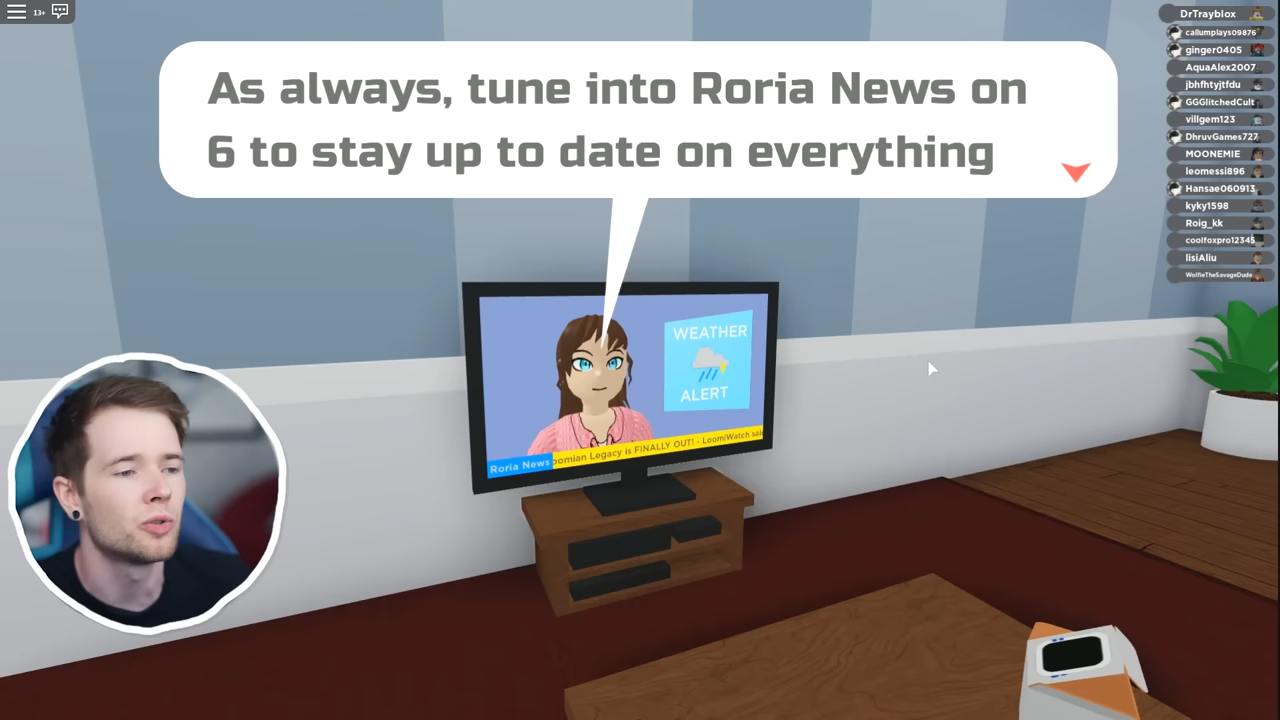 13+
DrTrayblox
callumplays09876
ginger0405
AquaAlex2007
jbhfhtyjtfdu
GGGlitchedCult
villgem123
DhruvGames727
MOONEMIE
leomessi896
Hansae060913
kyky1598
Roig_kk
coolfoxpro12345
lisiAliu
WolfieTheSavageDude
As always, tune into Roria News on
6 to stay up to date on everything
WEATHER
ALERT
Roria News
oomian Legacy is FINALLY OUT! - LoomiWatch sal